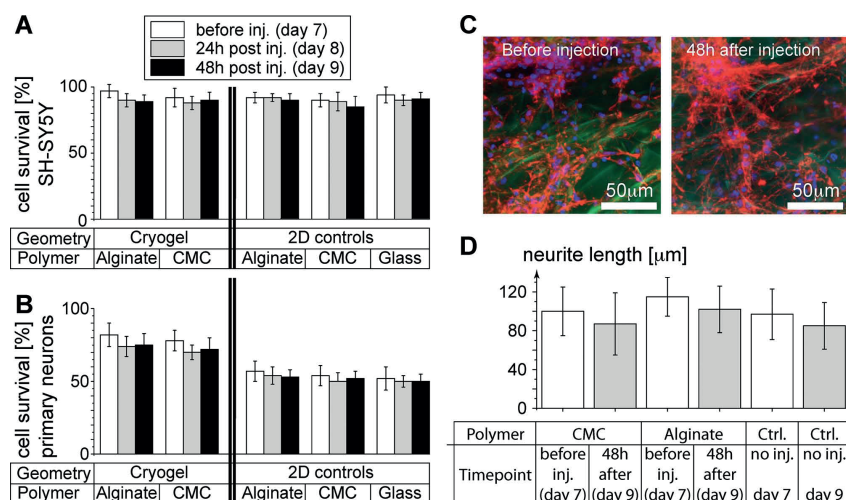 A
before inj. (day 7)
24h post inj. (day 8)
48h post inj. (day 9)
cell survival [%]
SH-SY5Y
100
50
0
Geometry Cryogel 2D controls
Polymer Alginate CMC Alginate CMC Glass
B
cell survival [%]
primary neurons
100
50
0
Geometry Cryogel 2D controls
Polymer Alginate CMC Alginate CMC Glass
C
Before injection
50μm
48h after injection
50μm
D
neurite length [μm]
120
80
40
0
Polymer CMC Alginate Ctrl. Ctrl.
Timepoint
before 48h before 48h no inj. no inj.
inj. after inj. after
(day 7) (day 9) (day 7) (day 9) day 7 day 9